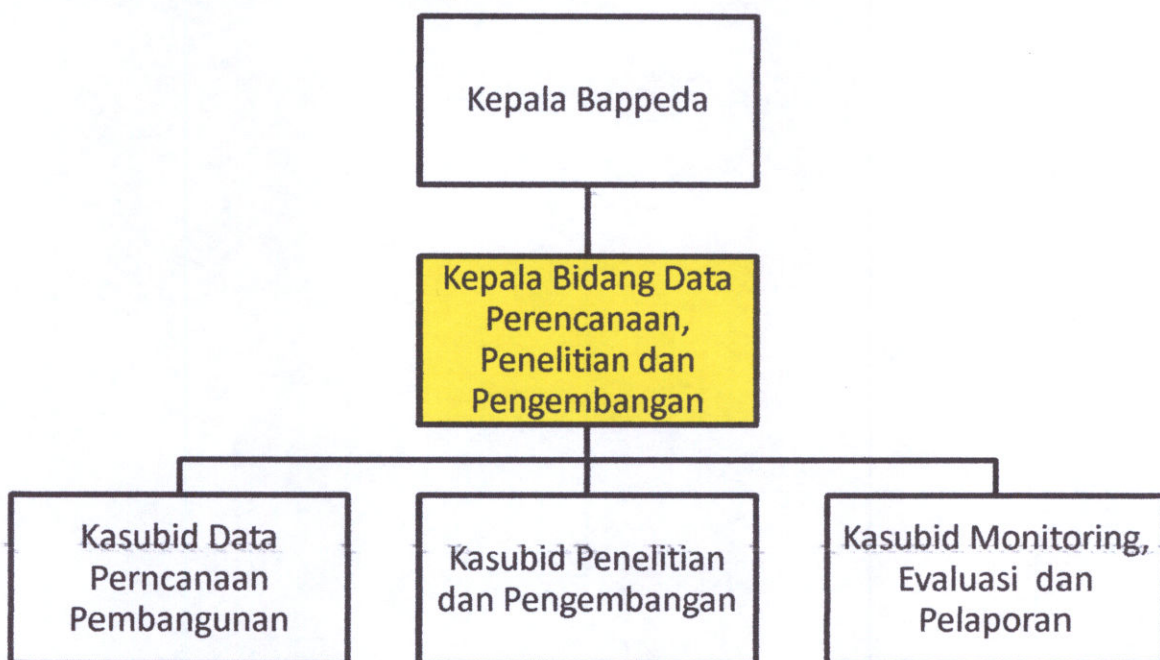 Kepala Bappeda
Kepala Bidang Data
Perencanaan,
Penelitian dan
Pengembangan
Kasubid Data
Perncanaan
Pembangunan
Kasubid Penelitian
dan Pengembangan
Kasubid Monitoring,
Evaluasi dan
Pelaporan